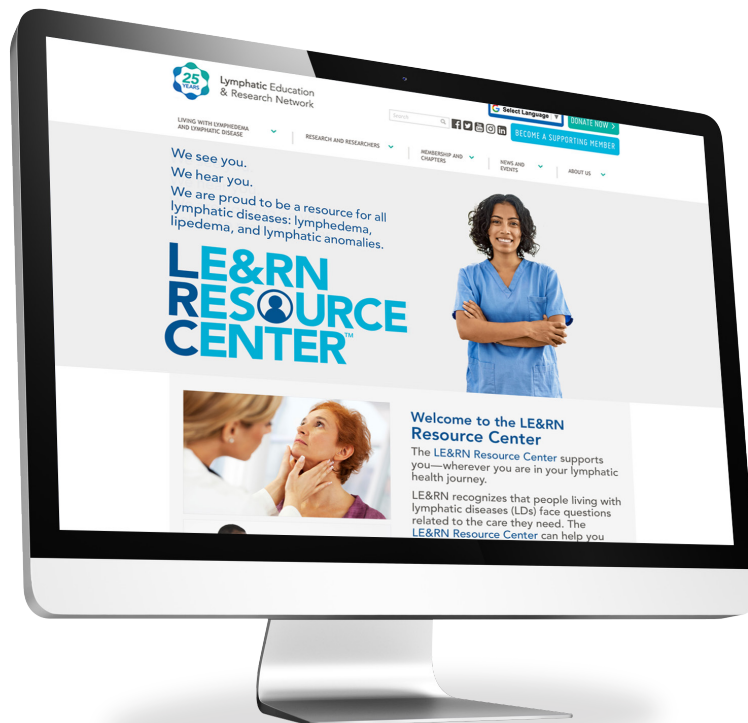 25
YEARS
Lymphatic Education
& Research Network
Search
Select Language
DONATE NOW
BECOME A SUPPORTING MEMBER
LIVING WITH LYMPHEDEMA
AND LYMPHATIC DISEASE
RESEARCH AND RESEARCHERS
MEMBERSHIP AND
CHAPTERS
NEWS AND
EVENTS
ABOUT US
We see you.
We hear you.
We are proud to be a resource for all
lymphatic diseases: lymphedema,
lipedema, and lymphatic anomalies.
LE&RN
RESOURCE
CENTER™
Welcome to the LE&RN
Resource Center
The LE&RN Resource Center supports
you—wherever you are in your lymphatic
health journey.
LE&RN recognizes that people living with
lymphatic diseases (LDs) face questions
related to the care they need. The
LE&RN Resource Center can help you